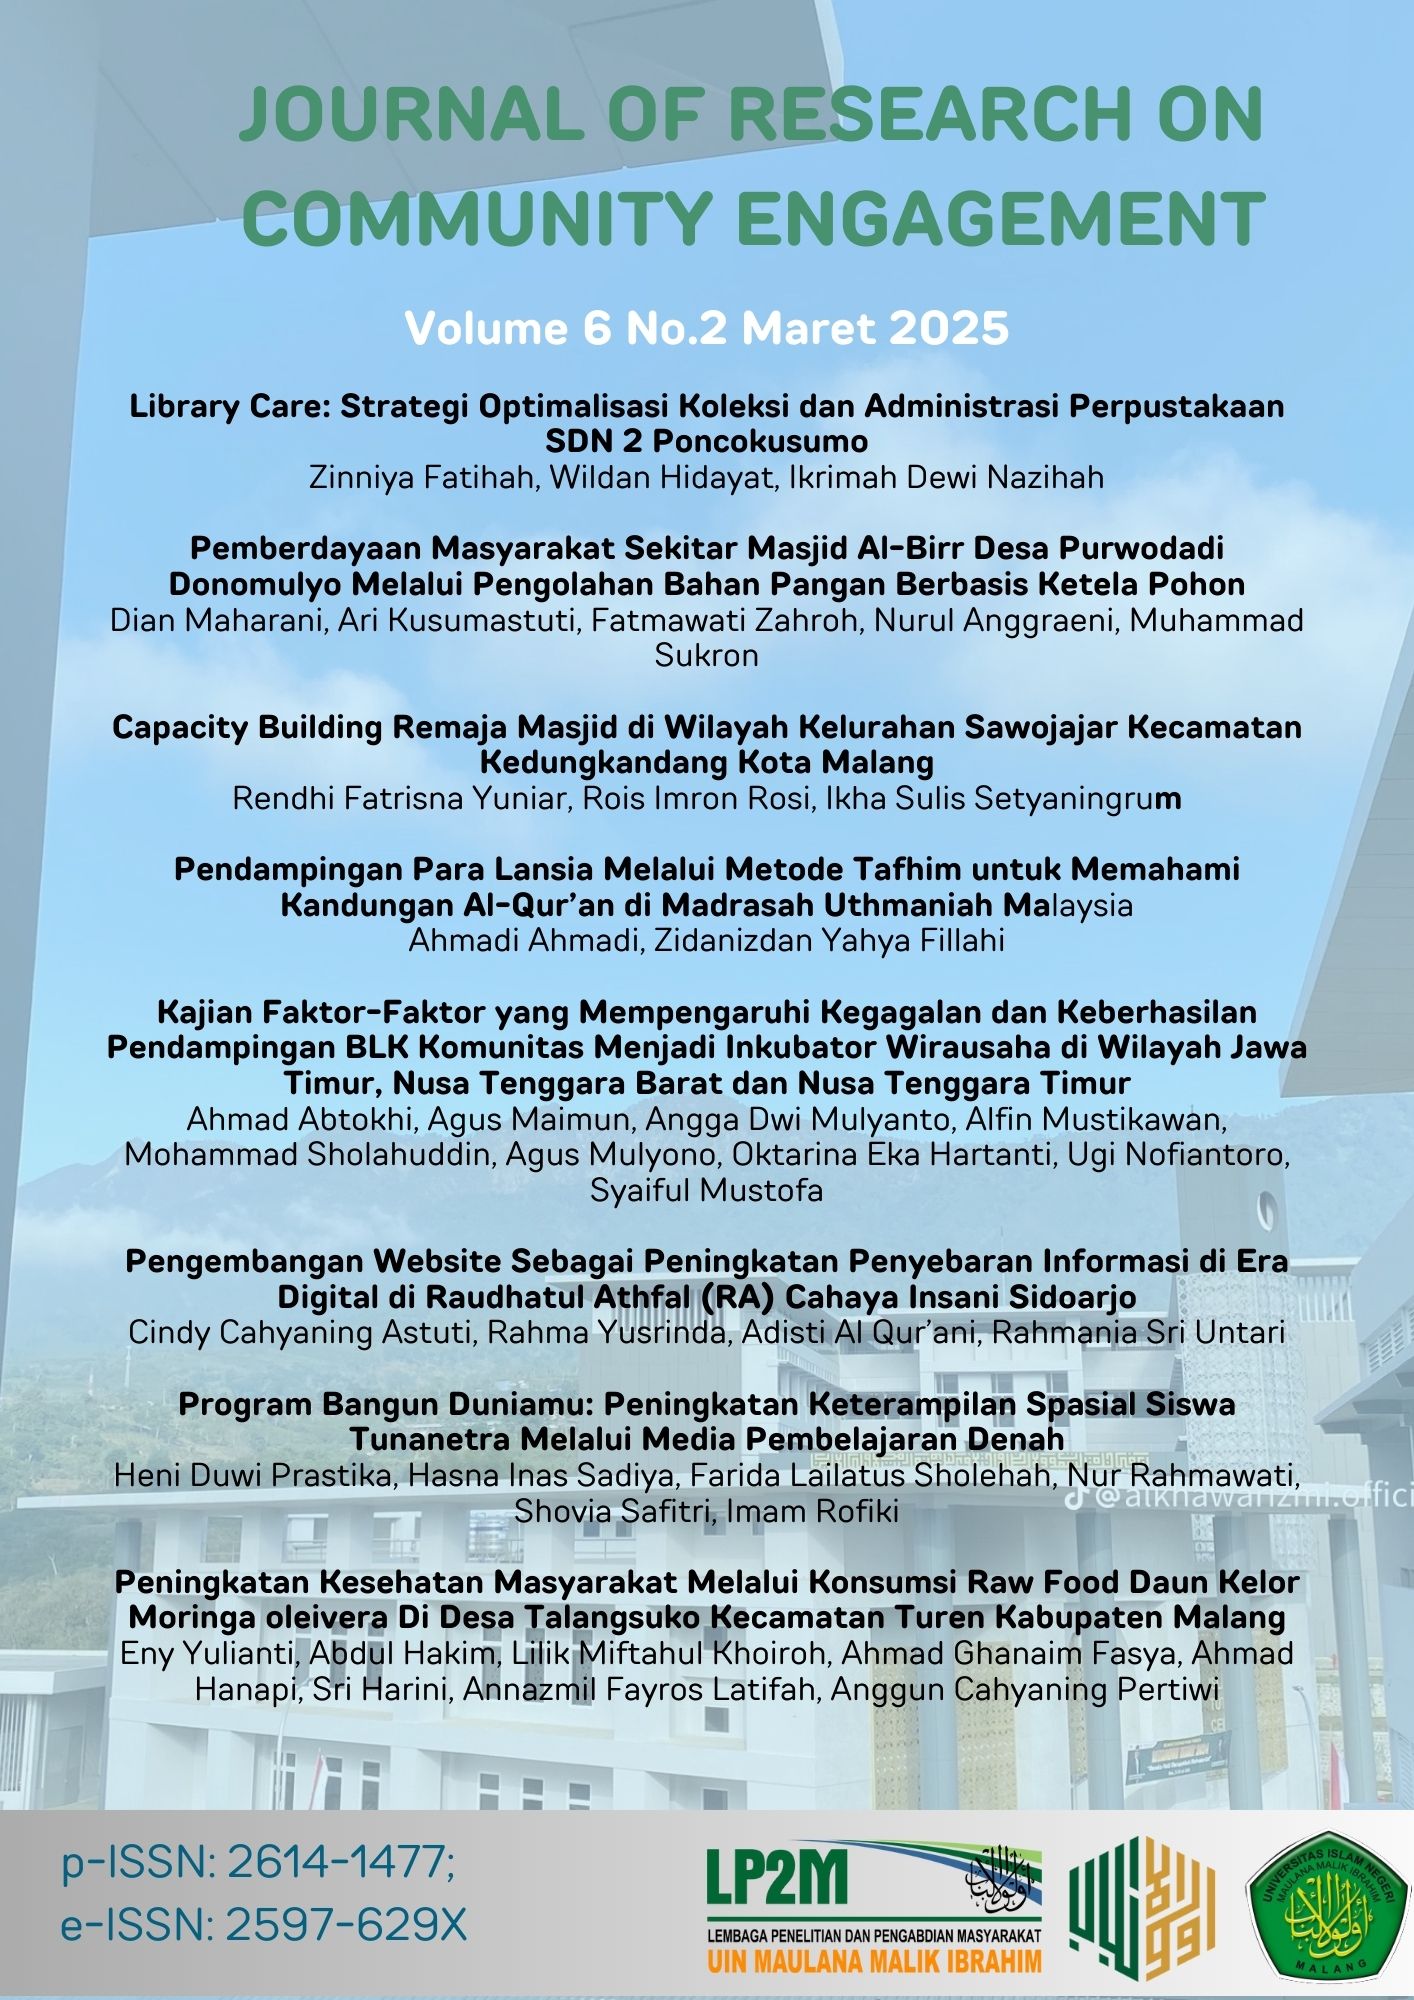 JOURNAL OF RESEARCH ON
COMMUNITY ENGAGEMENT
Volume 6 No.2 Maret 2025
Library Care: Strategi Optimalisasi Koleksi dan Administrasi Perpustakaan
SDN 2 Poncokusumo
Zinniya Fatihah, Wildan Hidayat, Ikrimah Dewi Nazihah
Pemberdayaan Masyarakat Sekitar Masjid Al-Birr Desa Purwodadi
Donomulyo Melalui Pengolahan Bahan Pangan Berbasis Ketela Pohon
Dian Maharani, Ari Kusumastuti, Fatmawati Zahroh, Nurul Anggraeni, Muhammad
Sukron
Capacity Building Remaja Masjid di Wilayah Kelurahan Sawojajar Kecamatan
Kedungkandang Kota Malang
Rendhi Fatrisna Yuniar, Rois Imron Rosi, Ikha Sulis Setyaningrum
Pendampingan Para Lansia Melalui Metode Tafhim untuk Memahami
Kandungan Al-Qur’an di Madrasah Uthmaniah Malaysia
Ahmadi Ahmadi, Zidanizdan Yahya Fillahi
Kajian Faktor-Faktor yang Mempengaruhi Kegagalan dan Keberhasilan
Pendampingan BLK Komunitas Menjadi Inkubator Wirausaha di Wilayah Jawa
Timur, Nusa Tenggara Barat dan Nusa Tenggara Timur
Ahmad Abtokhi, Agus Maimun, Angga Dwi Mulyanto, Alfin Mustikawan,
Mohammad Sholahuddin, Agus Mulyono, Oktarina Eka Hartanti, Ugi Nofiantoro,
Syaiful Mustofa
Pengembangan Website Sebagai Peningkatan Penyebaran Informasi di Era
Digital di Raudhatul Athfal (RA) Cahaya Insani Sidoarjo
Cindy Cahyaning Astuti, Rahma Yusrinda, Adisti Al Qur’ani, Rahmania Sri Untari
Program Bangun Duniamu: Peningkatan Keterampilan Spasial Siswa
Tunanetra Melalui Media Pembelajaran Denah
Heni Duwi Prastika, Hasna Inas Sadiya, Farida Lailatus Sholehah, Nur Rahmawati,
Shovia Safitri, Imam Rofiki
@alkhawarizmi.offici
Peningkatan Kesehatan Masyarakat Melalui Konsumsi Raw Food Daun Kelor
Moringa oleivera Di Desa Talangsuko Kecamatan Turen Kabupaten Malang
Eny Yulianti, Abdul Hakim, Lilik Miftahul Khoiroh, Ahmad Ghanaim Fasya, Ahmad
Hanapi, Sri Harini, Annazmil Fayros Latifah, Anggun Cahyaning Pertiwi
p-ISSN: 2614-1477;
e-ISSN: 2597-629X
LP2M
LEMBAGA PENELITIAN DAN PENGABDIAN MASYARAKAT
UIN MAULANA MALIK IBRAHIM
UNIVERSITAS ISLAM NEGERI
MAULANA MALIK IBRAHIM
MALANG